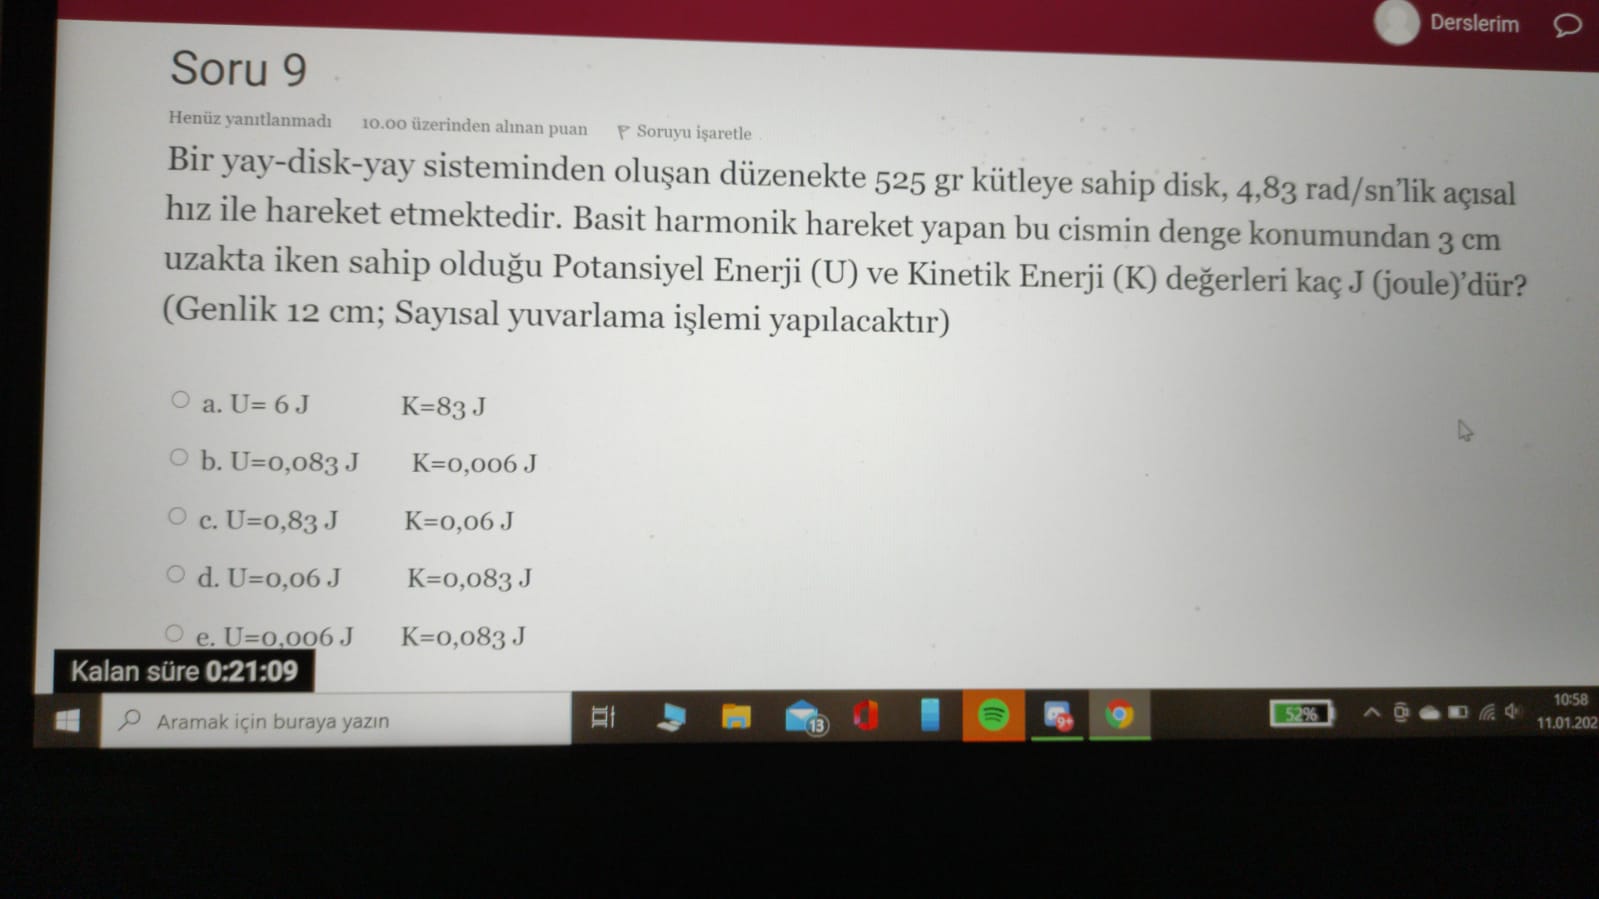 Derslerim
Soru 9
Henüz yanıtlanmadı 10.00 üzerinden alınan puan Soruyu işaretle
Bir yay-disk-yay sisteminden oluşan düzenekte 525 gr kütleye sahip disk, 4,83 rad/sn'lik açısal
hız ile hareket etmektedir. Basit harmonik hareket yapan bu cismin denge konumundan 3 cm
uzakta iken sahip olduğu Potansiyel Enerji (U) ve Kinetik Enerji (K) değerleri kaç J (joule)'dür?
(Genlik 12 cm; Sayısal yuvarlama işlemi yapılacaktır)
a. U= 6 J K=83 J
b. U=0,083 J K=0,006 J
c. U=0,83 J K=0,06 J
d. U=0,06 J K=0,083 J
e. U=0,006 J K=0,083 J
Kalan süre 0:21:09
Aramak için buraya yazın
13
9+
52%
10:58
11.01.202